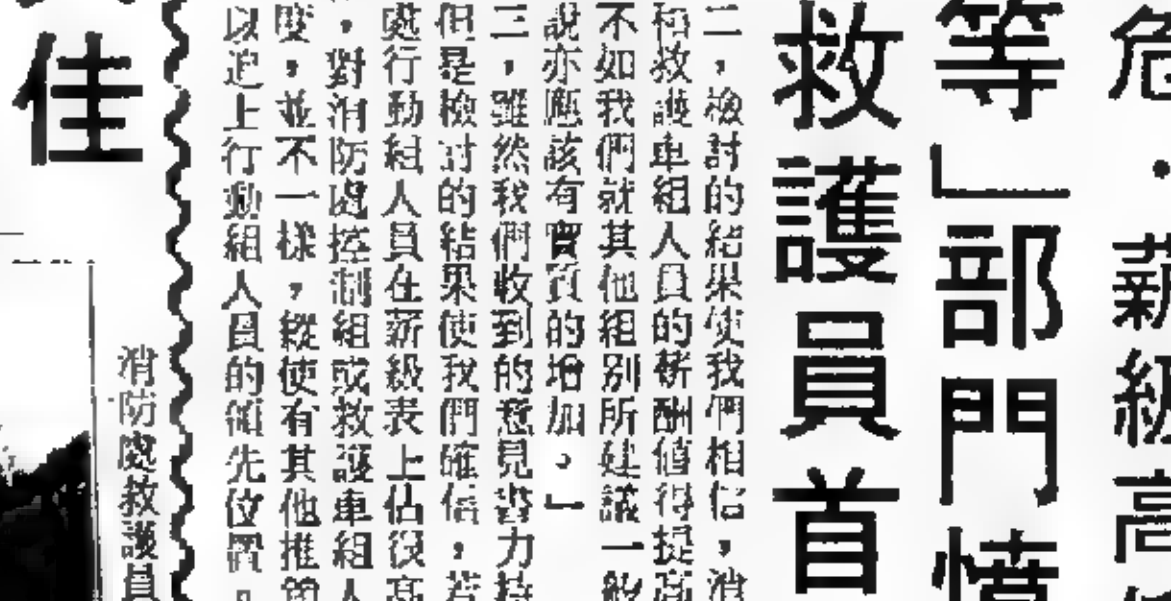 危・薪級高
等」部門憤
救護員首
二，檢討的結果使我們相信，消
和救護車組人員的薪酬值得提高
不如我們就其他組別所建議一般
說亦應該有實質的增加。」
三，雖然我們收到的意見書力持
但是檢討的結果使我們確信，若
處行動組人員在薪級表上佔很高
，對消防處控制組或救護車組人
度，並不一樣，縱使有其他推
以追上行動組人員的領先位置。
佳
消防處救護員